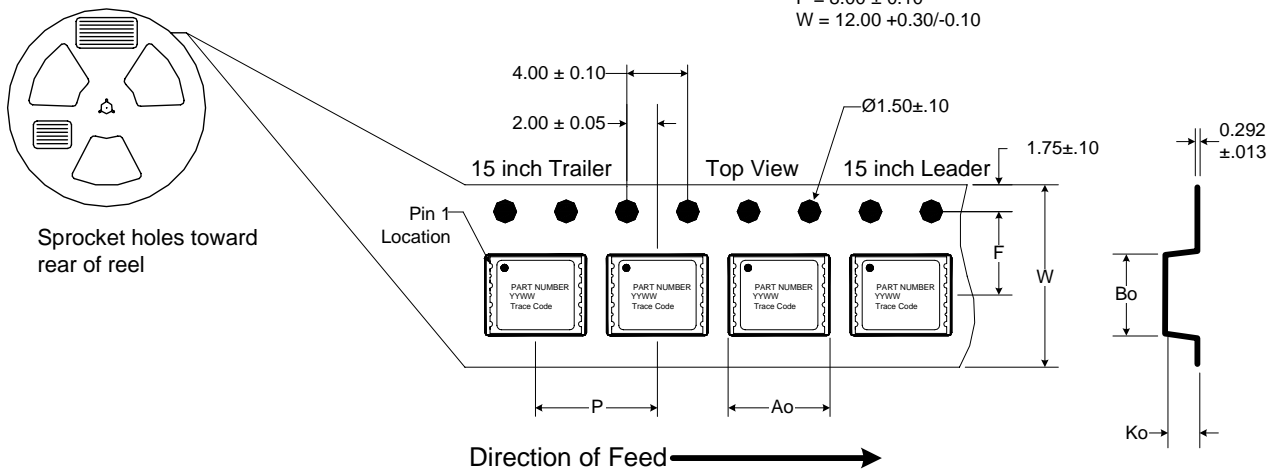 W = 12.00 +0.30/-0.10
4.00 ± 0.10
Ø1.50±.10
2.00 ± 0.05
0.292
±.013
1.75±.10
15 inch Trailer
Top View
15 inch Leader
Pin 1
Location
Sprocket holes toward
rear of reel
F
W
Bo
PART NUMBER
YYWW
Trace Code
PART NUMBER
YYWW
Trace Code
PART NUMBER
YYWW
Trace Code
PART NUMBER
YYWW
Trace Code
P
Ao
Ko
Direction of Feed